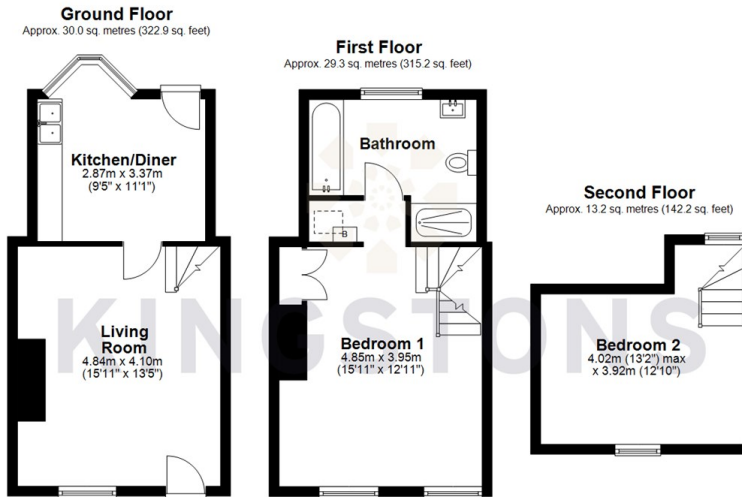 Ground Floor
Approx. 30.0 sq. metres (322.9 sq. feet)
Kitchen/Diner
2.87m x 3.37m
(9'5" x 11'1")
Living
Room
4.84m x 4.10m
(15'11" x 13'5")
First Floor
Approx. 29.3 sq. metres (315.2 sq. feet)
Bathroom
B
Bedroom 1
4.85m x 3.95m
(15'11" x 12'11")
Second Floor
Approx. 13.2 sq. metres (142.2 sq. feet)
Bedroom 2
4.02m (13'2") max
x 3.92m (12'10")
KINGSTONS